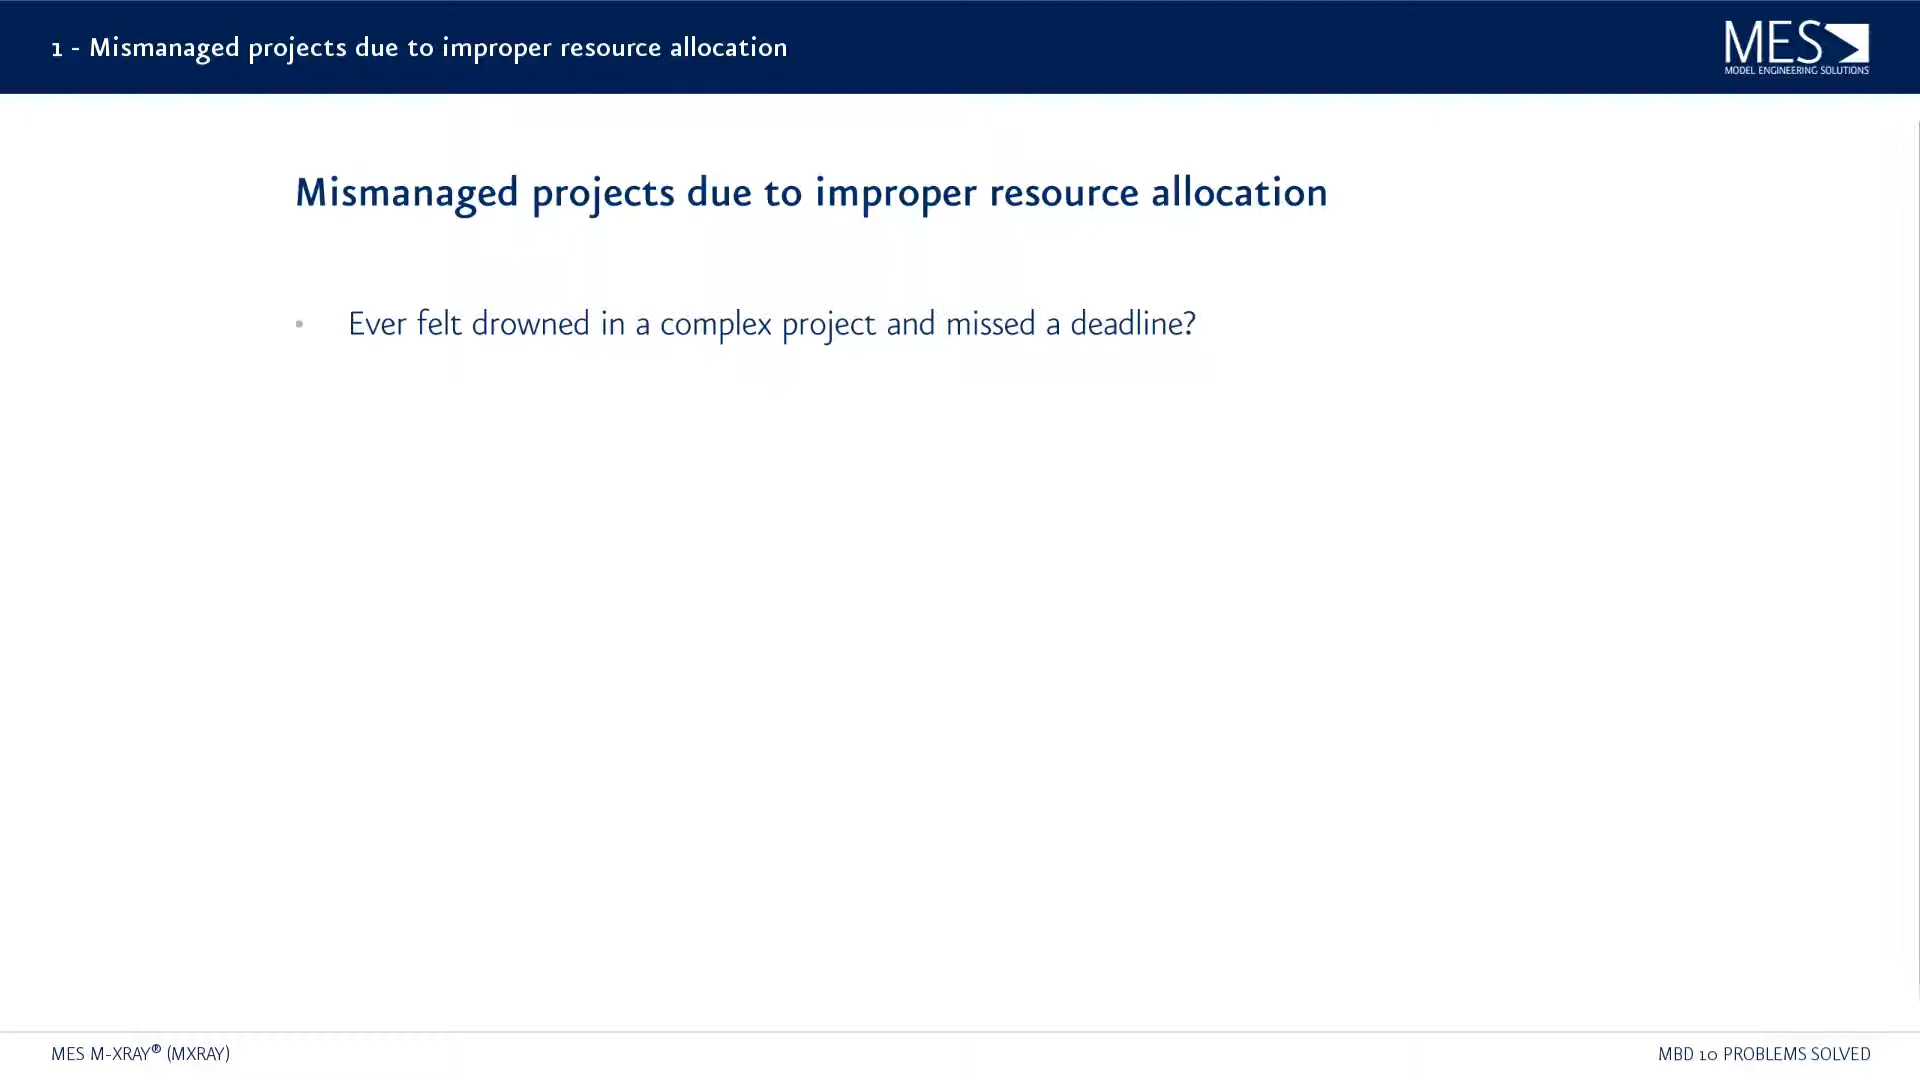 1 - Mismanaged projects due to improper resource allocation
MES
MODEL ENGINEERING SOLUTIONS
Mismanaged projects due to improper resource allocation
• Ever felt drowned in a complex project and missed a deadline?
MES M-XRAY® (MXRAY)
MBD 10 PROBLEMS SOLVED